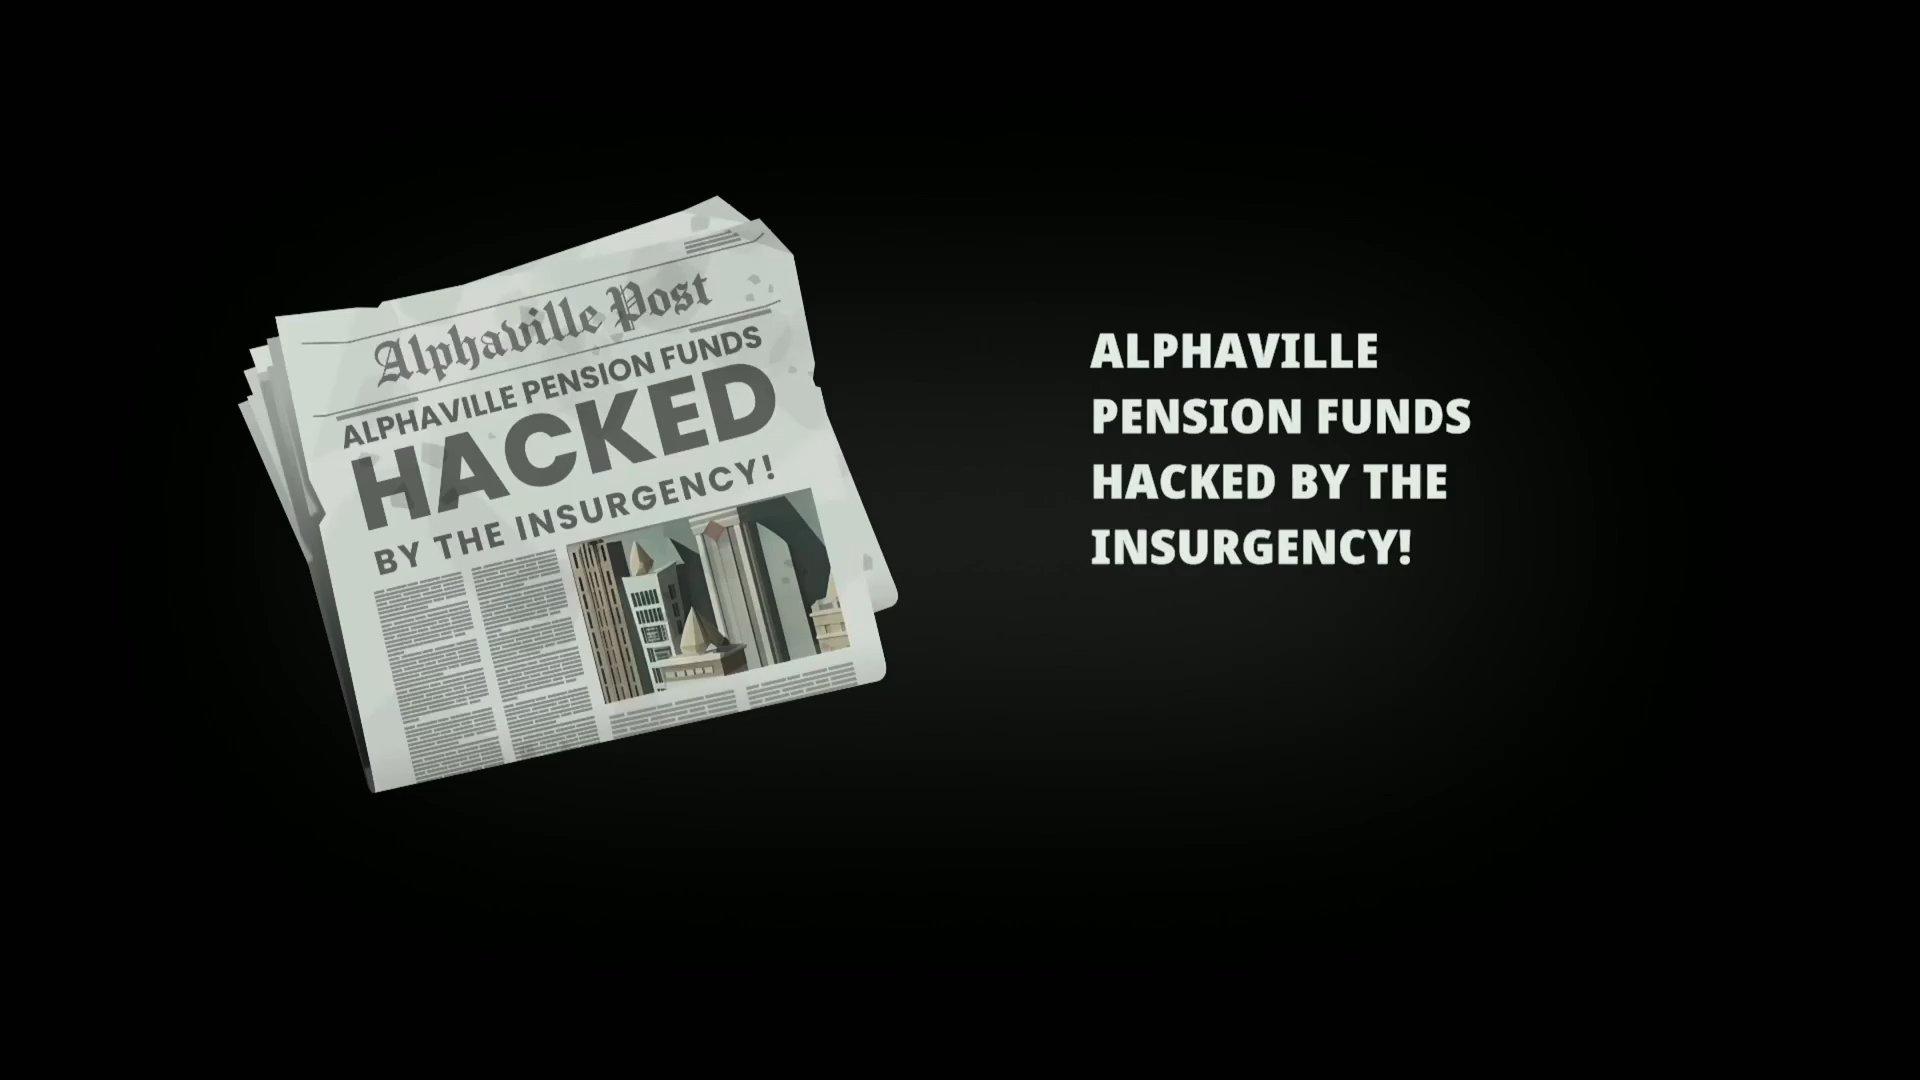 Alphaville Post
ALPHAVILLE PENSION FUNDS
HACKED
BY THE INSURGENCY!
ALPHAVILLE
PENSION FUNDS
HACKED BY THE
INSURGENCY!